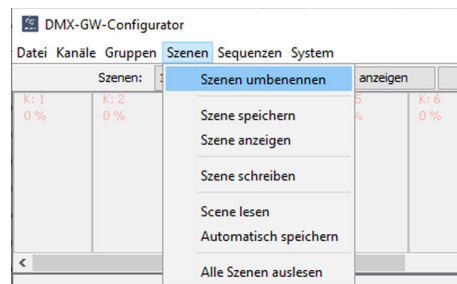 DMX-GW-Configurator
Datei Kanäle Gruppen Szenen Sequenzen System
Szenen: anzeigen
K: 1 K: 2 K: 6
0 % 0 % 0 %
Szenen umbenennen
Szene speichern
Szene anzeigen
Szene schreiben
Scene lesen
Automatisch speichern
Alle Szenen auslesen